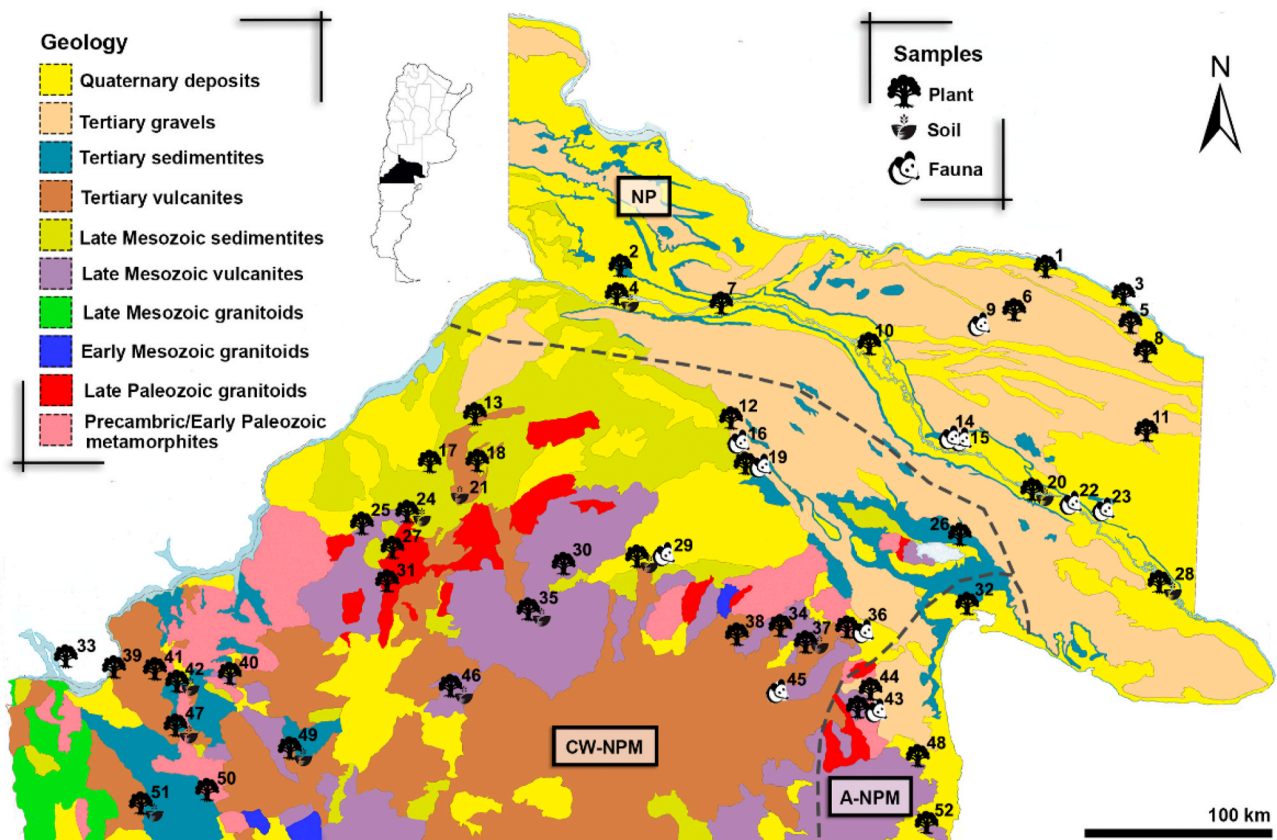 Geology
Quaternary deposits
Tertiary gravels
Tertiary sedimentites
Tertiary vulcanites
Late Mesozoic sedimentites
Late Mesozoic vulcanites
Late Mesozoic granitoids
Early Mesozoic granitoids
Late Paleozoic granitoids
Precambric/Early Paleozoic
metamorphites
Samples
Plant
Soil
Fauna
N
NP
2
1
4
7
3
6
9
5
10
8
13
12
11
14
15
16
17
18
19
21
20
22
23
24
25
26
27
29
30
28
31
32
35
34
36
38
37
33
39
41
40
42
46
45
44
43
47
49
CW-NPM
48
50
51
A-NPM
52
100 km